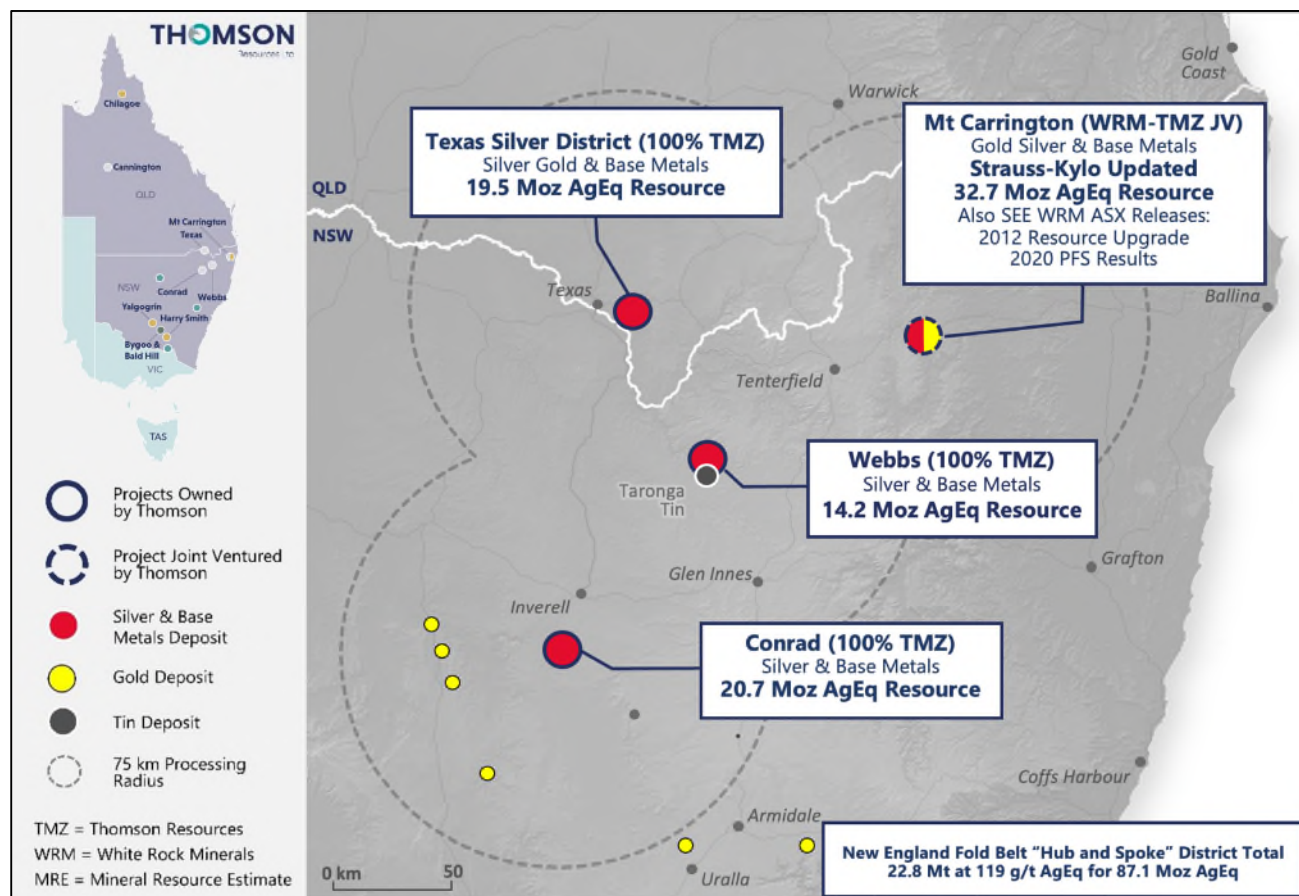 THOMSON
Resources Ltd
Chilagoe
Cannington
QLD
Mt Carrington
Texas
NSW
Conrad
Webbs
Yalgogrin
Harry Smith
Bygoo &
Bald Hill
VIC
TAS
Projects Owned
by Thomson
Project Joint Ventured
by Thomson
Silver & Base
Metals Deposit
Gold Deposit
Tin Deposit
75 km Processing
Radius
TMZ = Thomson Resources
WRM = White Rock Minerals
MRE = Mineral Resource Estimate
Gold
Coast
Warwick
Texas Silver District (100% TMZ)
Silver Gold & Base Metals
19.5 Moz AgEq Resource
Mt Carrington (WRM-TMZ JV)
Gold Silver & Base Metals
Strauss-Kylo Updated
32.7 Moz AgEq Resource
Also SEE WRM ASX Releases:
2012 Resource Upgrade
2020 PFS Results
QLD
NSW
Texas
Ballina
Tenterfield
Webbs (100% TMZ)
Silver & Base Metals
14.2 Moz AgEq Resource
Taronga
Tin
Grafton
Glen Innes
Inverell
Conrad (100% TMZ)
Silver & Base Metals
20.7 Moz AgEq Resource
Coffs Harbour
Armidale
Uralla
0 km 50
New England Fold Belt “Hub and Spoke” District Total
22.8 Mt at 119 g/t AgEq for 87.1 Moz AgEq